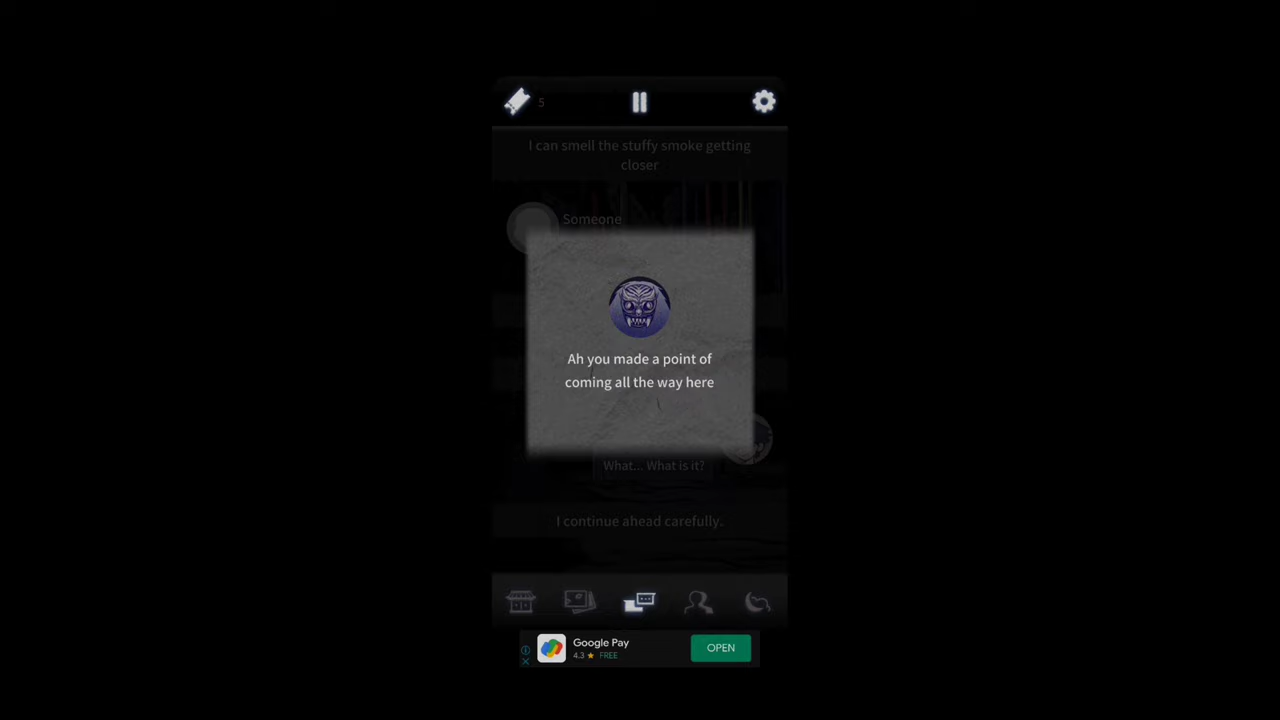 5
I can smell the stuffy smoke getting
closer
Someone
Ah you made a point of
coming all the way here
What... What is it?
I continue ahead carefully.
Google Pay
4.3 ★ FREE
OPEN